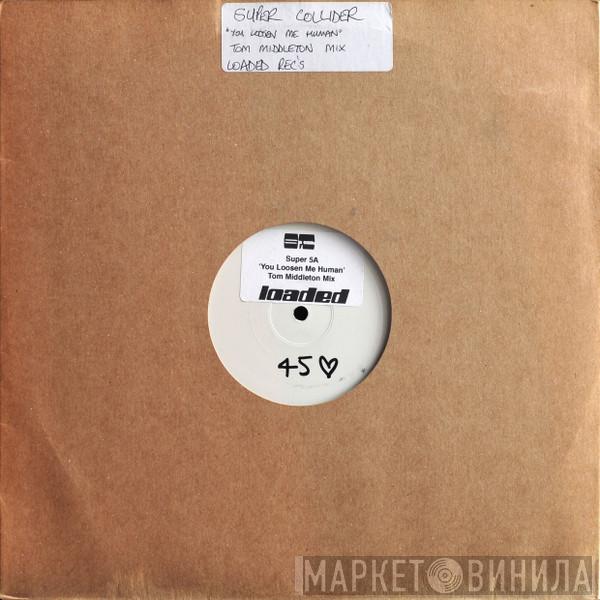 SUPER COLLIDER
"YOU LOOSEN ME HUMAN"
TOM MIDDLETON MIX
LOADED REC'S
Super 5A
'You Loosen Me Human'
Tom Middleton Mix
loaded
45♡
МАРКЕТ ВИНИЛА